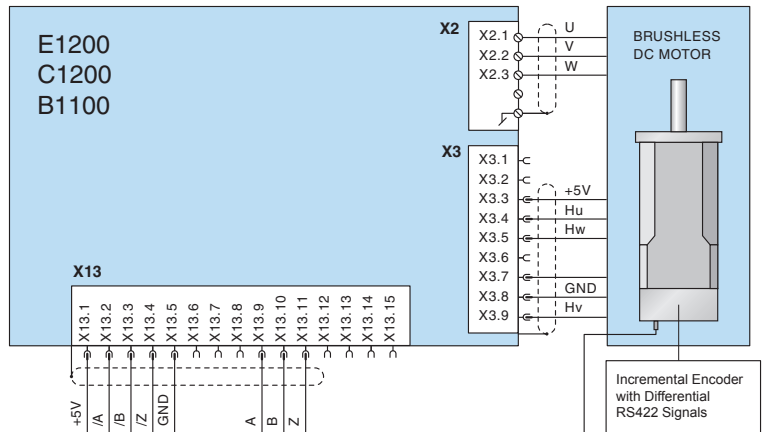 E1200
C1200
B1100
X2
X2.1
X2.2
X2.3
U
V
W
BRUSHLESS
DC MOTOR
X3
X3.1
X3.2
X3.3
X3.4
X3.5
X3.6
X3.7
X3.8
X3.9
+5V
Hu
Hw
GND
Hv
X13
X13.1
X13.2
X13.3
X13.4
X13.5
X13.6
X13.7
X13.8
X13.9
X13.10
X13.11
X13.12
X13.13
X13.14
X13.15
+5V
/A
/B
/Z
GND
A
B
Z
Incremental Encoder
with Differential
RS422 Signals